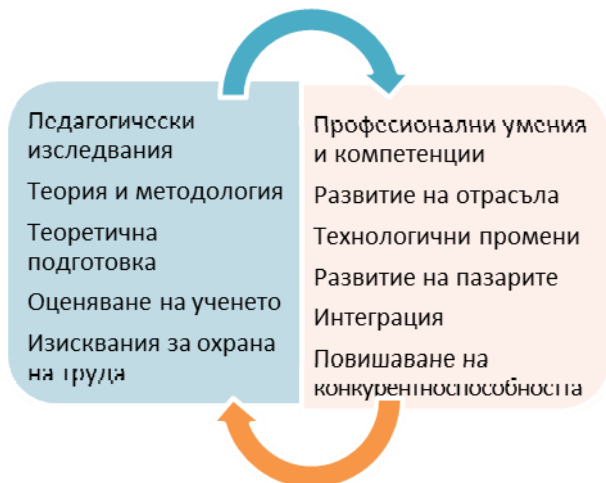 Педагогически
изследвания
Теория и методология
Теоретична
подготовка
Оценяване на ученето
Изисквания за охрана
на труда
Професионални умения
и компетенции
Развитие на отрасъла
Технологични промени
Развитие на пазарите
Интеграция
Повишаване на
конкурентноспособността